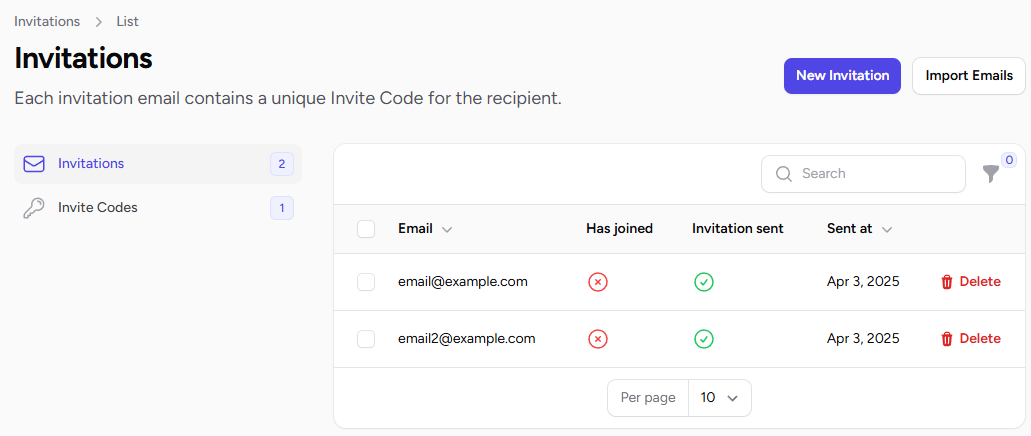 Invitations > List
Invitations
Each invitation email contains a unique Invite Code for the recipient.
New Invitation
Import Emails
Invitations 2
Invite Codes 1
Search
0
Email Has joined Invitation sent Sent at
email@example.com Apr 3, 2025 Delete
email2@example.com Apr 3, 2025 Delete
Per page 10